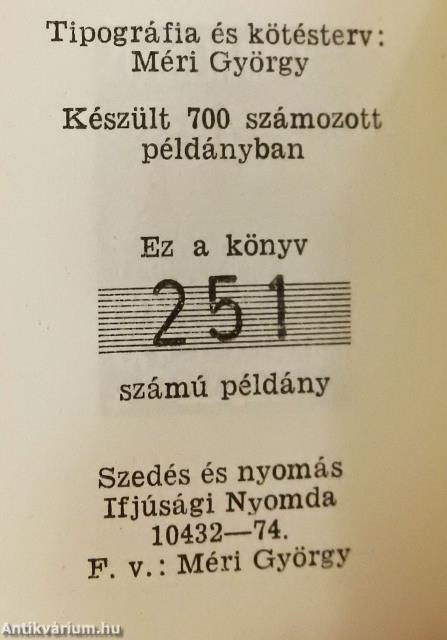 Tipográfia és kötésterv:
Méri György
Készült 700 számozott
példányban
Ez a könyv
251
számú példány
Szedés és nyomás
Ifjúsági Nyomda
10432—74.
F. v.: Méri György
Antikvárium.hu